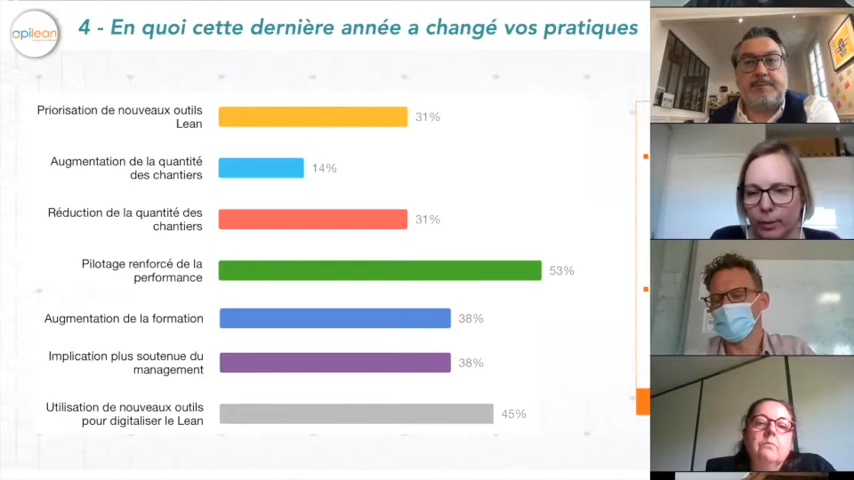 apilean
4 - En quoi cette dernière année a changé vos pratiques
Priorisation de nouveaux outils
Lean
31%
Augmentation de la quantité
des chantiers
14%
Réduction de la quantité des
chantiers
31%
Pilotage renforcé de la
performance
53%
Augmentation de la formation
38%
Implication plus soutenue du
management
38%
Utilisation de nouveaux outils
pour digitaliser le Lean
45%